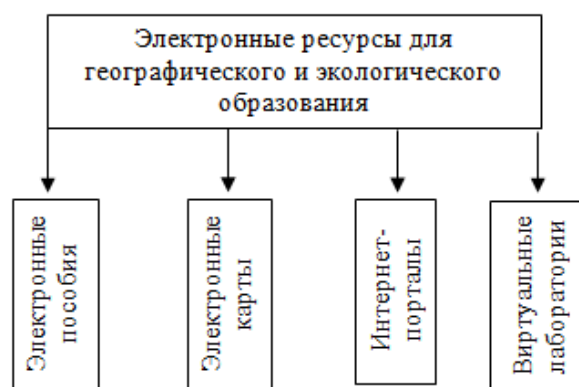 Электронные ресурсы для
географического и экологического
образования
Электронные
пособия
Электронные
карты
Интернет-
порталы
Виртуальные
лаборатории